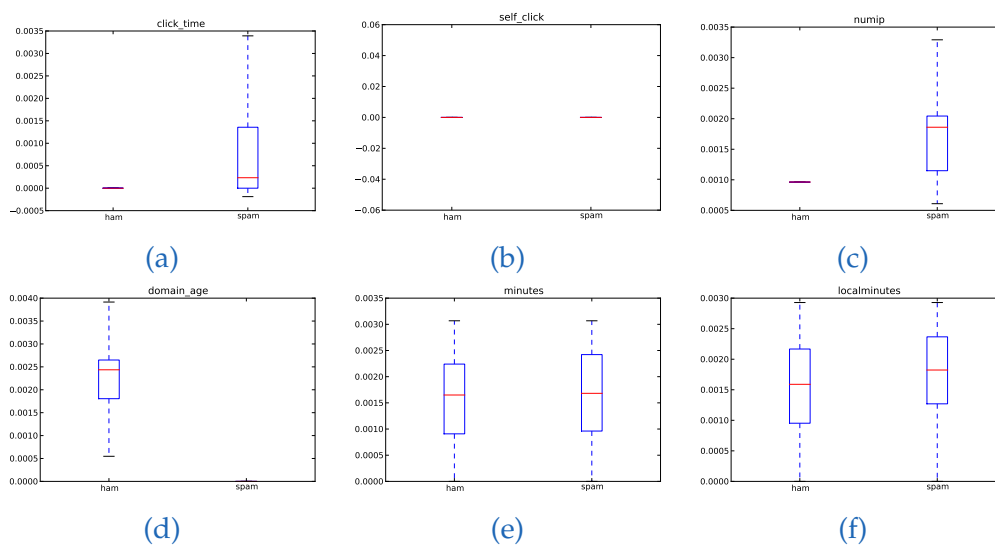 click_time
0.0035
0.0030
0.0025
0.0020
0.0015
0.0010
0.0005
0.0000
−0.0005
ham spam
(a)
self_click
0.06
0.04
0.02
0.00
−0.02
−0.04
−0.06
ham spam
(b)
numip
0.0035
0.0030
0.0025
0.0020
0.0015
0.0010
0.0005
ham spam
(c)
domain_age
0.0040
0.0035
0.0030
0.0025
0.0020
0.0015
0.0010
0.0005
0.0000
ham spam
(d)
minutes
0.0035
0.0030
0.0025
0.0020
0.0015
0.0010
0.0005
0.0000
ham spam
(e)
localminutes
0.0030
0.0025
0.0020
0.0015
0.0010
0.0005
0.0000
ham spam
(f)